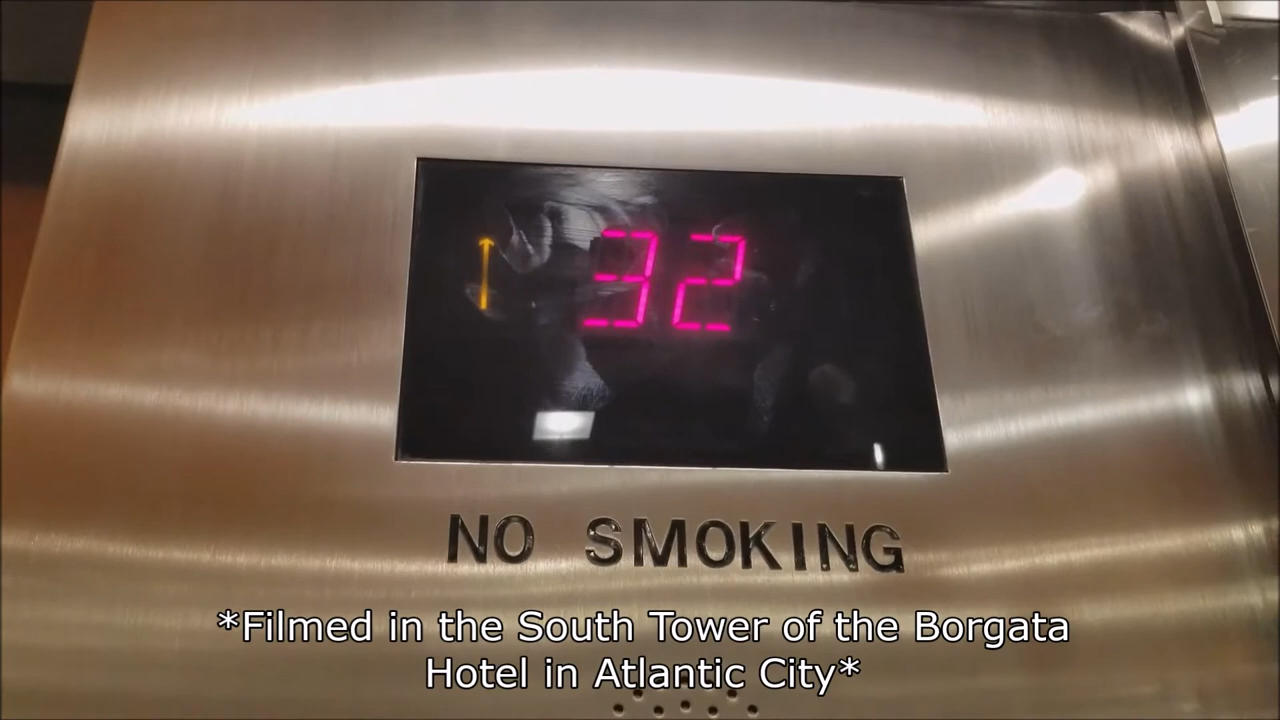 32
NO SMOKING
*Filmed in the South Tower of the Borgata
Hotel in Atlantic City*